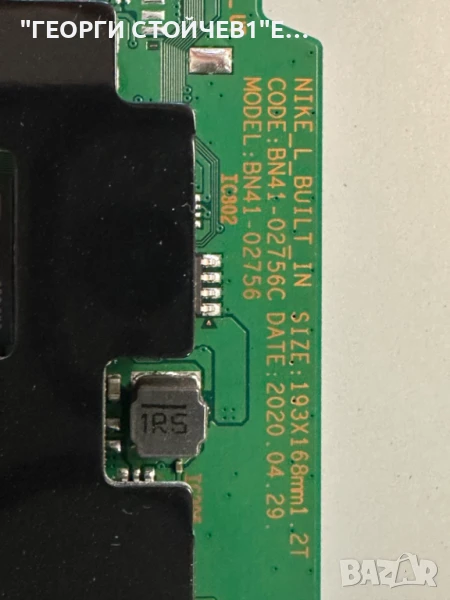 "ГЕОРГИ СТОЙЧЕВ1"Е...
NIKE_L_BUILT IN SIZE:193X168mm1.2T
CODE:BN41-02756C DATE:2020.04.29.
MODEL:BN41-02756
IC802
1R5
BAZAR